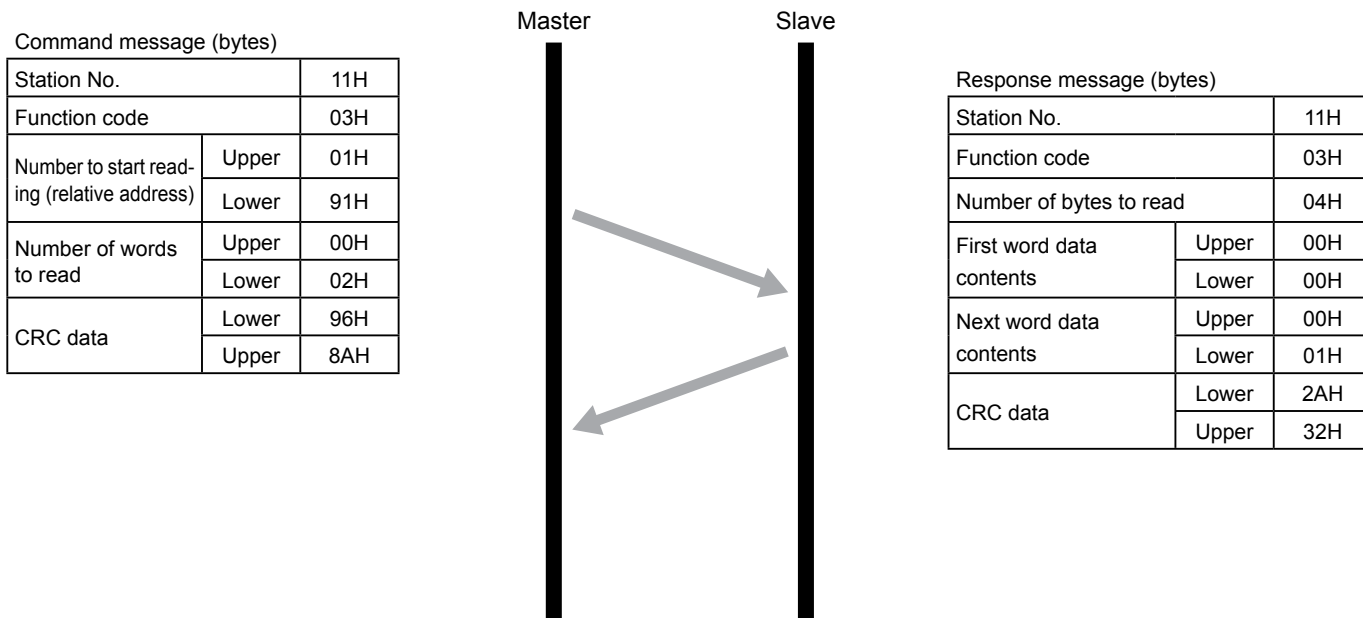 Master
Slave
Command message (bytes)
Station No. 11H
Function code 03H
Number to start read-
ing (relative address)
Upper 01H
Lower 91H
Number of words
to read
Upper 00H
Lower 02H
CRC data
Lower 96H
Upper 8AH
Response message (bytes)
Station No. 11H
Function code 03H
Number of bytes to read 04H
First word data
contents
Upper 00H
Lower 00H
Next word data
contents
Upper 00H
Lower 01H
CRC data
Lower 2AH
Upper 32H